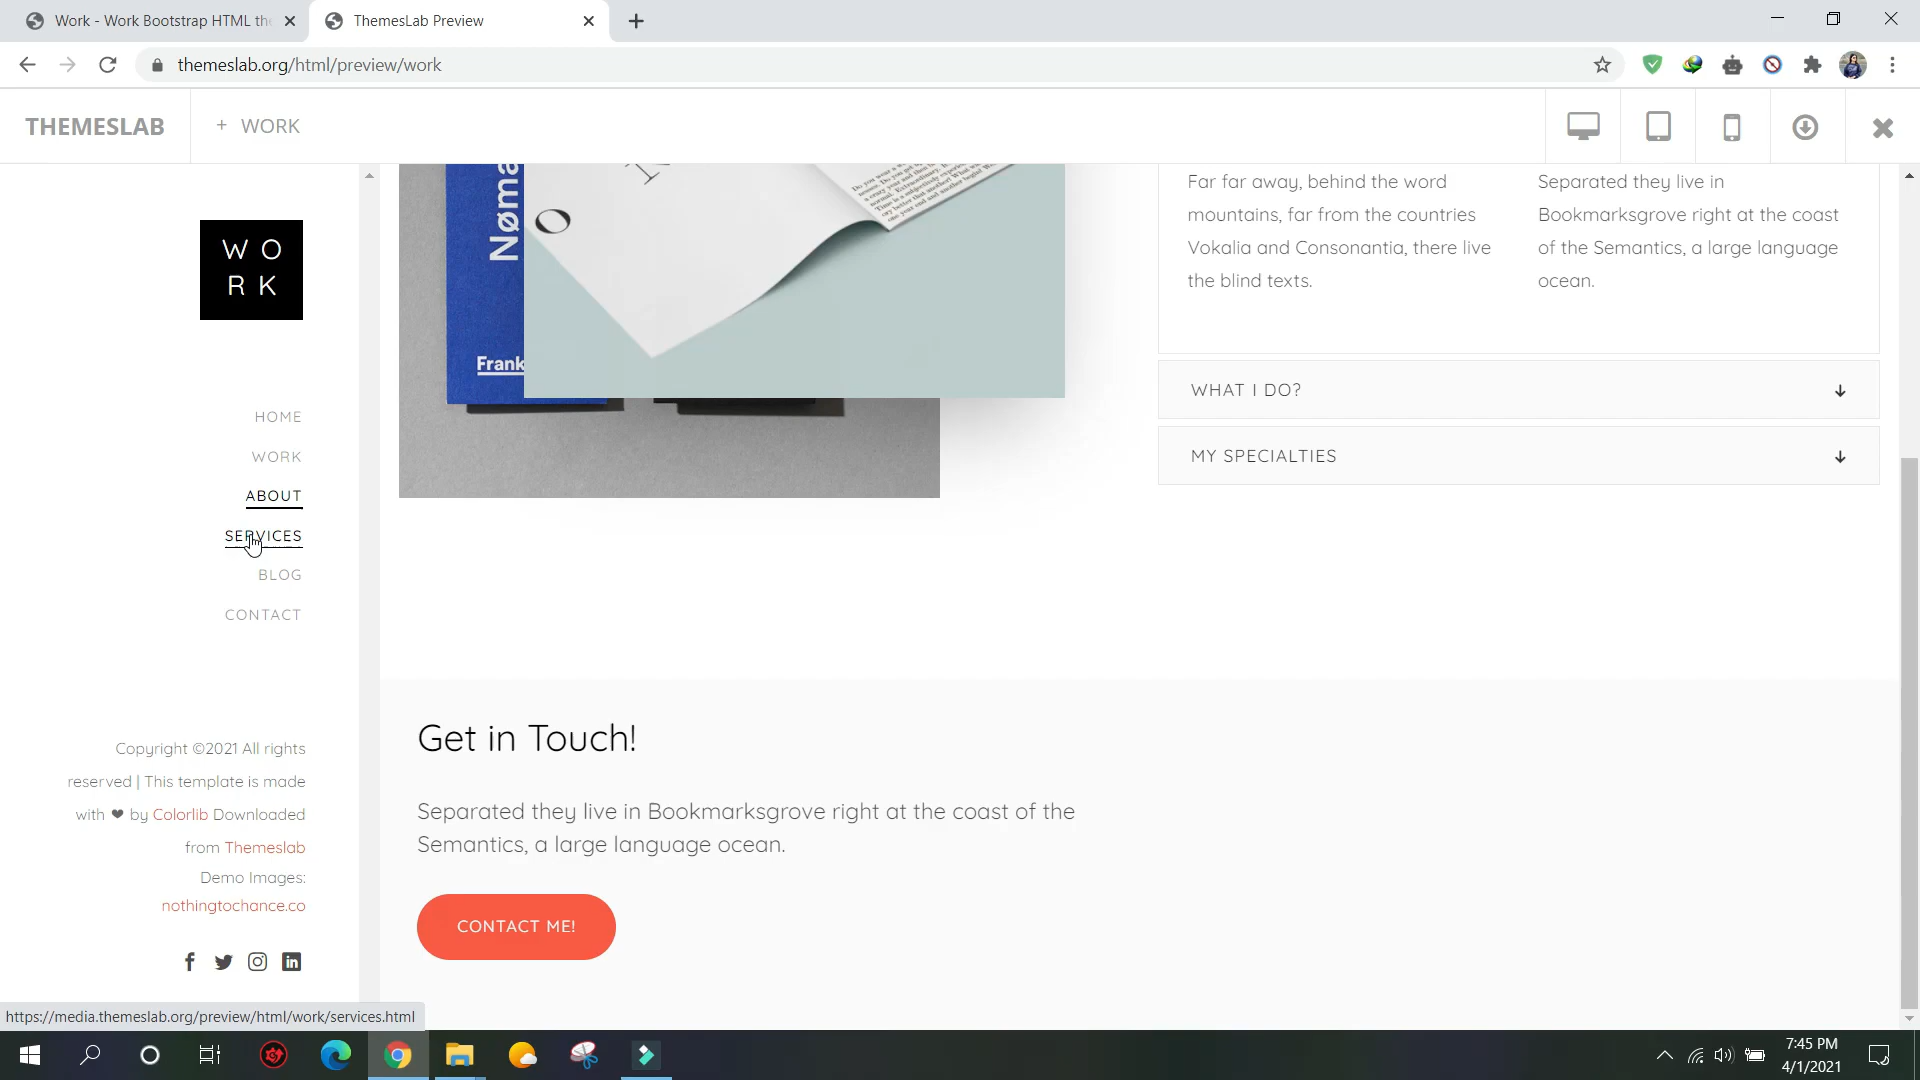 Work - Work Bootstrap HTML the
ThemesLab Preview
themeslab.org/html/preview/work
THEMESLAB
+ WORK
W O
R K
HOME
WORK
ABOUT
SERVICES
BLOG
CONTACT
Copyright ©2021 All rights
reserved | This template is made
with ❤ by Colorlib Downloaded
from Themeslab
Demo Images:
nothingtochance.co
Nøma
Frank
Far far away, behind the word
mountains, far from the countries
Vokalia and Consonantia, there live
the blind texts.
Separated they live in
Bookmarksgrove right at the coast
of the Semantics, a large language
ocean.
WHAT I DO?
MY SPECIALTIES
Get in Touch!
Separated they live in Bookmarksgrove right at the coast of the
Semantics, a large language ocean.
CONTACT ME!
https://media.themeslab.org/preview/html/work/services.html
7:45 PM
4/1/2021